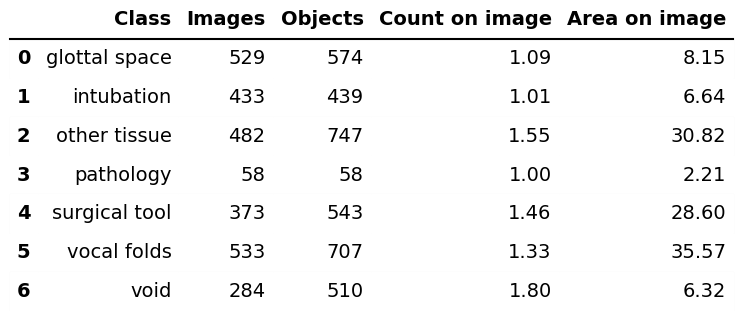 Class Images Objects Count on image Area on image
0 glottal space 529 574 1.09 8.15
1 intubation 433 439 1.01 6.64
2 other tissue 482 747 1.55 30.82
3 pathology 58 58 1.00 2.21
4 surgical tool 373 543 1.46 28.60
5 vocal folds 533 707 1.33 35.57
6 void 284 510 1.80 6.32